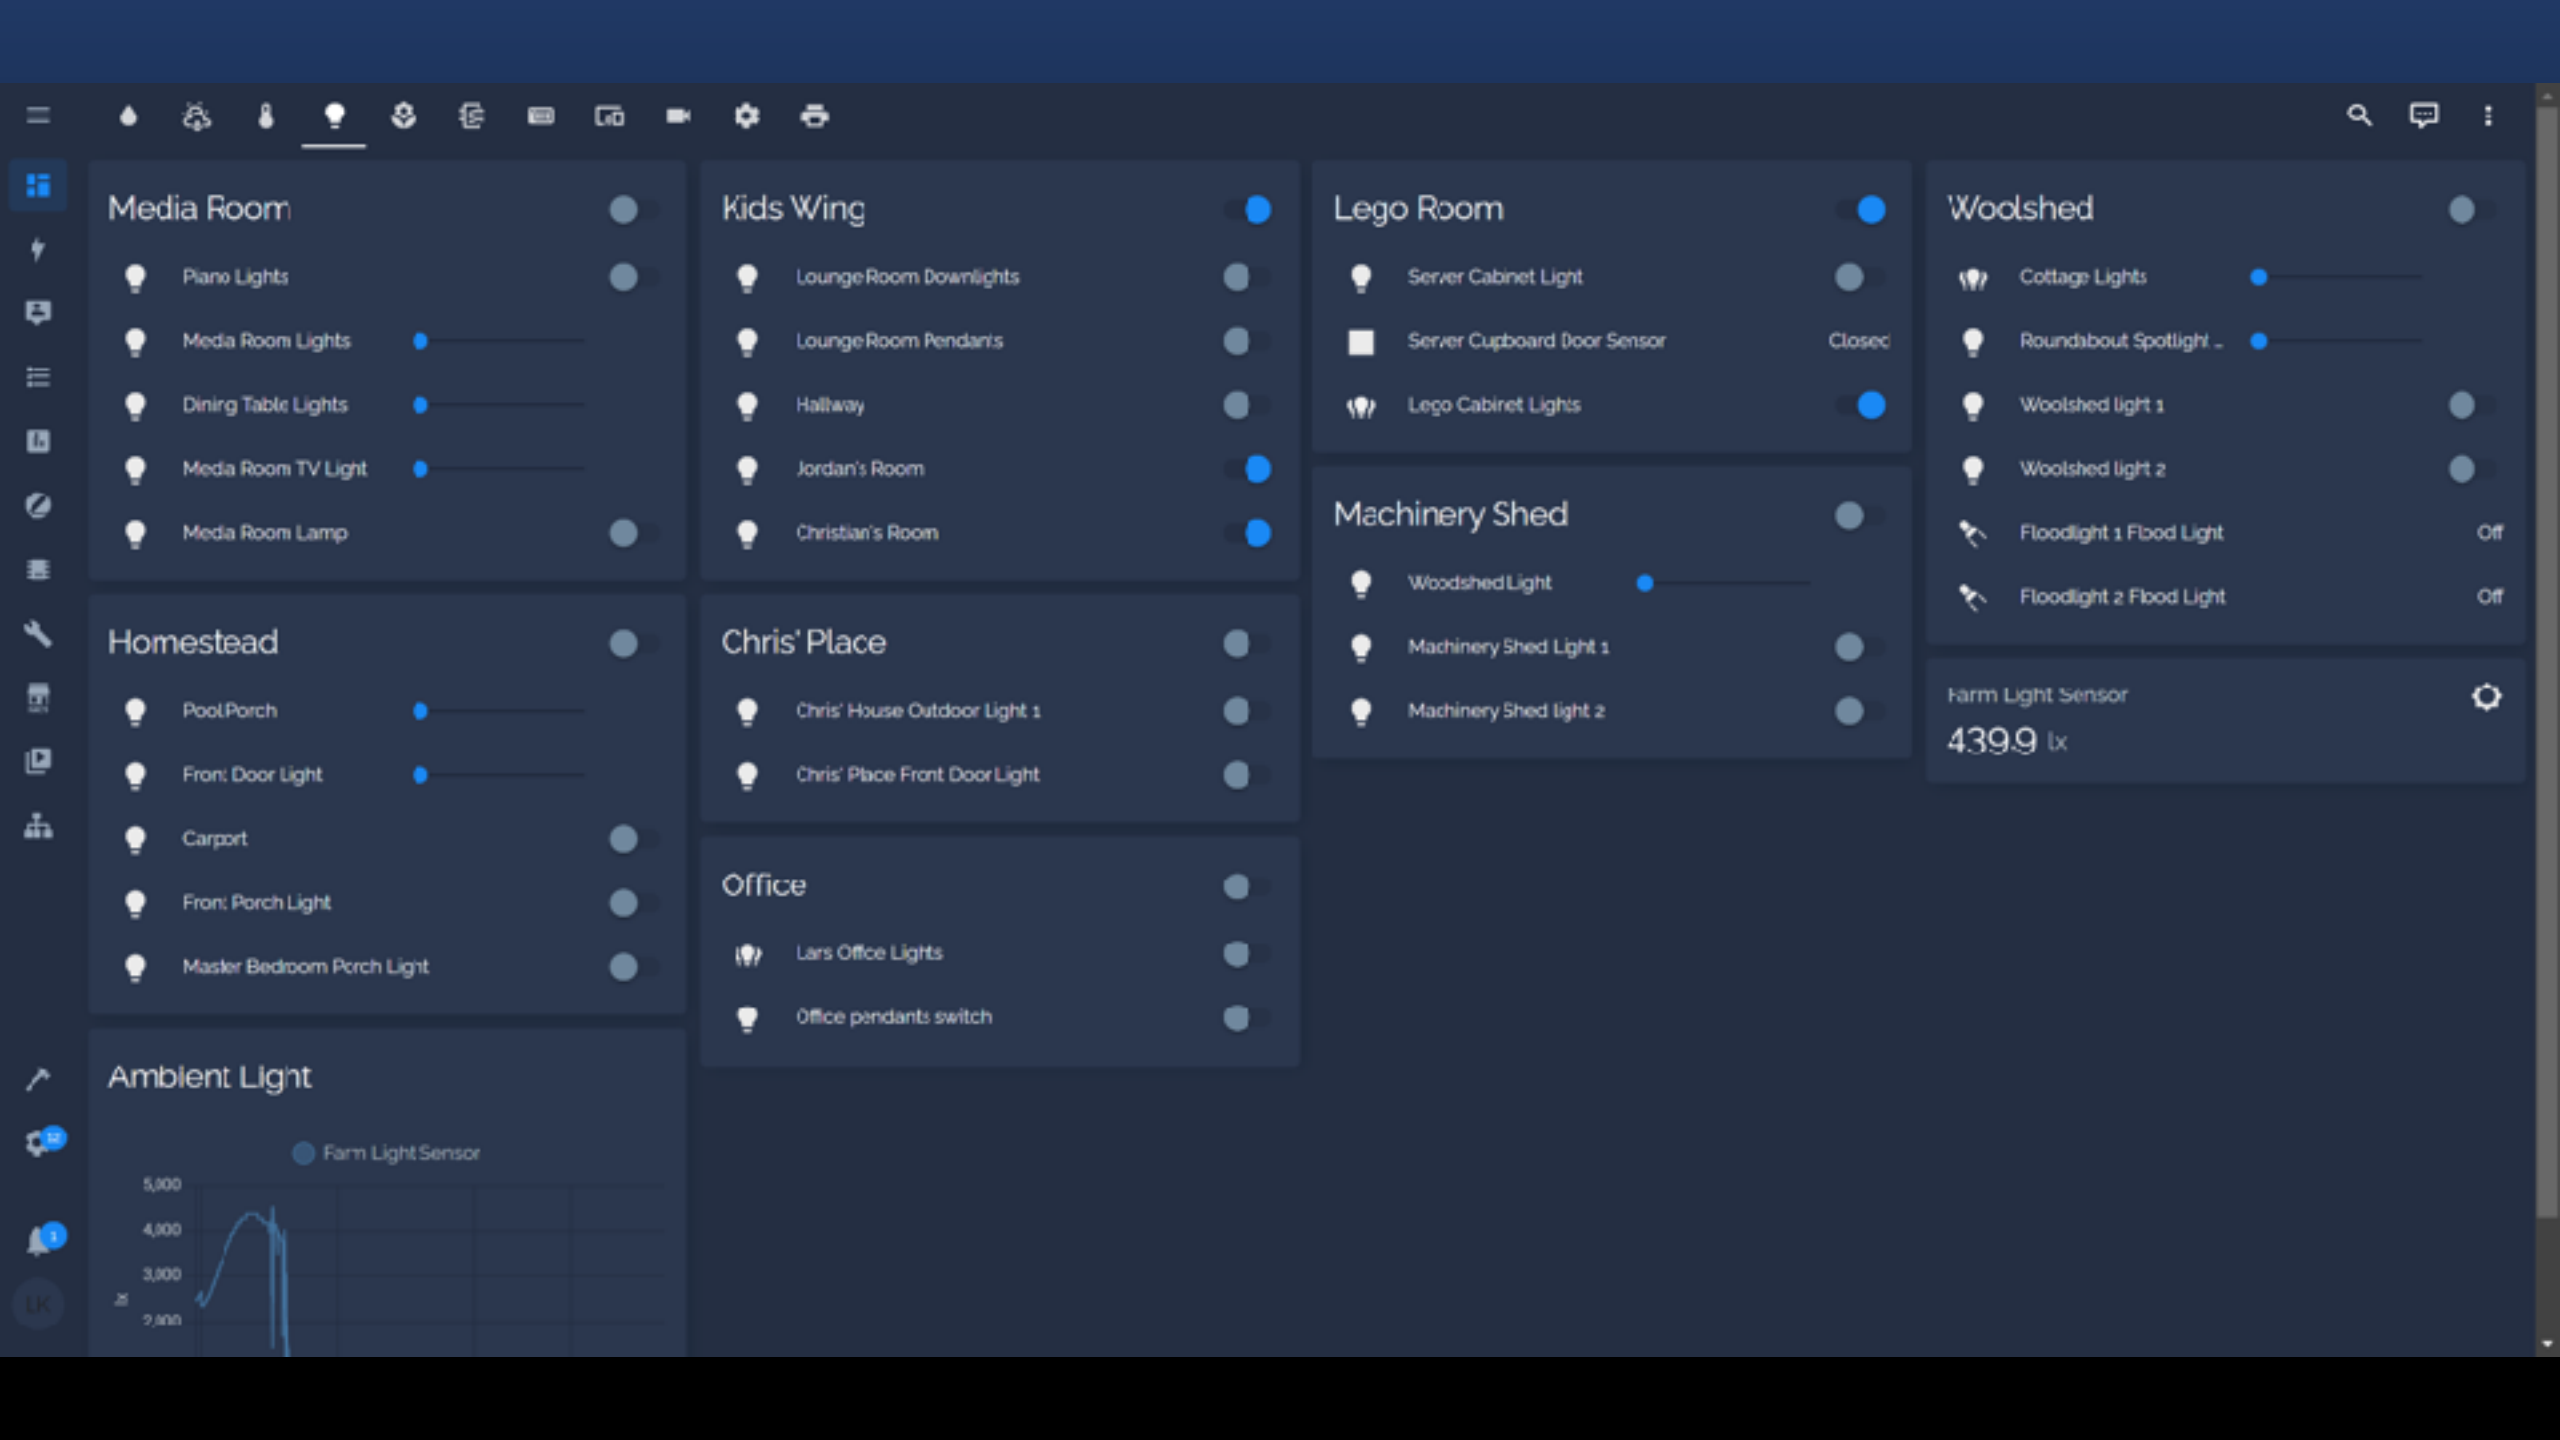 Media Room
Piano Lights
Media Room Lights
Dining Table Lights
Media Room TV Light
Media Room Lamp
Homestead
Pool Porch
Front Door Light
Carport
Front Porch Light
Master Bedroom Porch Light
Ambient Light
Farm Light Sensor
5,000
4,000
3,000
2,000
lx
Kids Wing
Lounge Room Downlights
Lounge Room Pendants
Hallway
Jordan's Room
Christian's Room
Chris' Place
Chris' House Outdoor Light 1
Chris' Place Front Door Light
Office
Lars Office Lights
Office pendants switch
Lego Room
Server Cabinet Light
Server Cupboard Door Sensor Closed
Lego Cabinet Lights
Machinery Shed
Woodshed Light
Machinery Shed Light 1
Machinery Shed light 2
Woolshed
Cottage Lights
Roundabout Spotlight ...
Woolshed light 1
Woolshed light 2
Floodlight 1 Flood Light Off
Floodlight 2 Flood Light Off
Farm Light Sensor
439.9 lx
LK